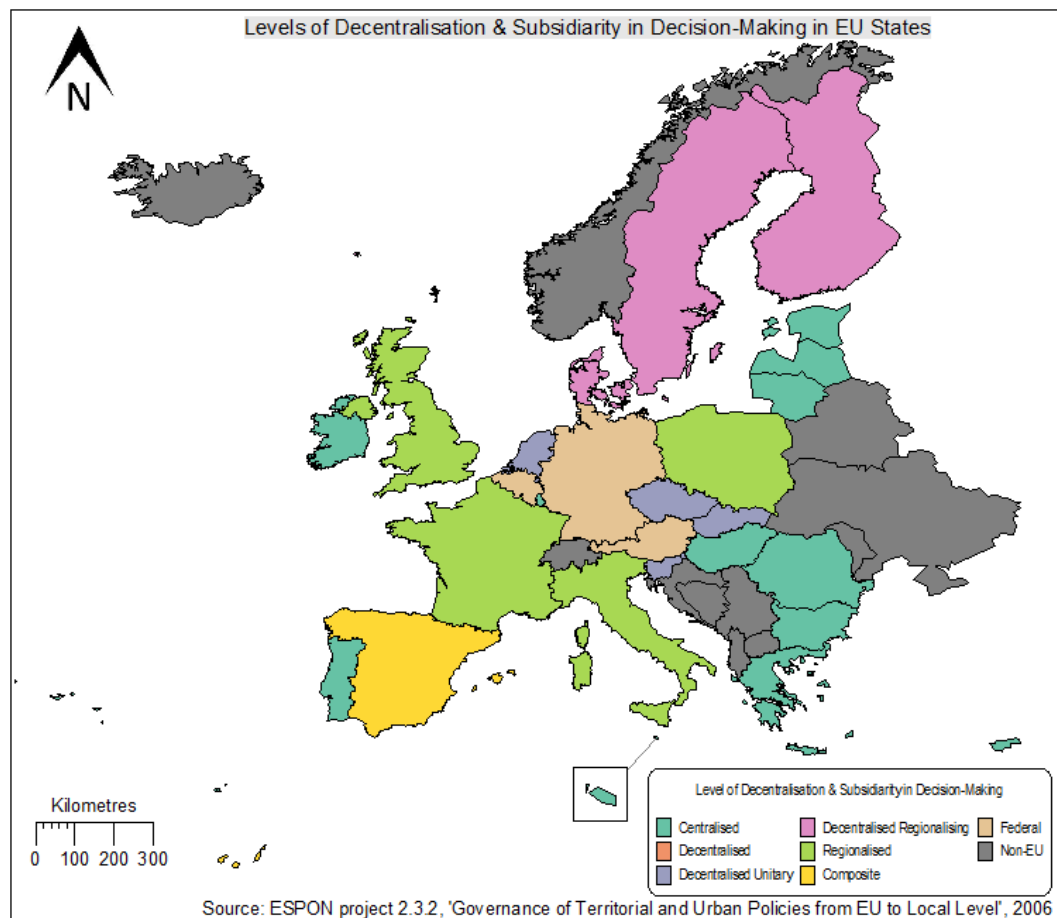 Levels of Decentralisation & Subsidiarity in Decision-Making in EU States
N
Kilometres
0 100 200 300
Level of Decentralisation & Subsidiarity in Decision-Making
Centralised
Decentralised
Decentralised Unitary
Decentralised Regionalising
Regionalised
Composite
Federal
Non-EU
Source: ESPON project 2.3.2, 'Governance of Territorial and Urban Policies from EU to Local Level', 2006